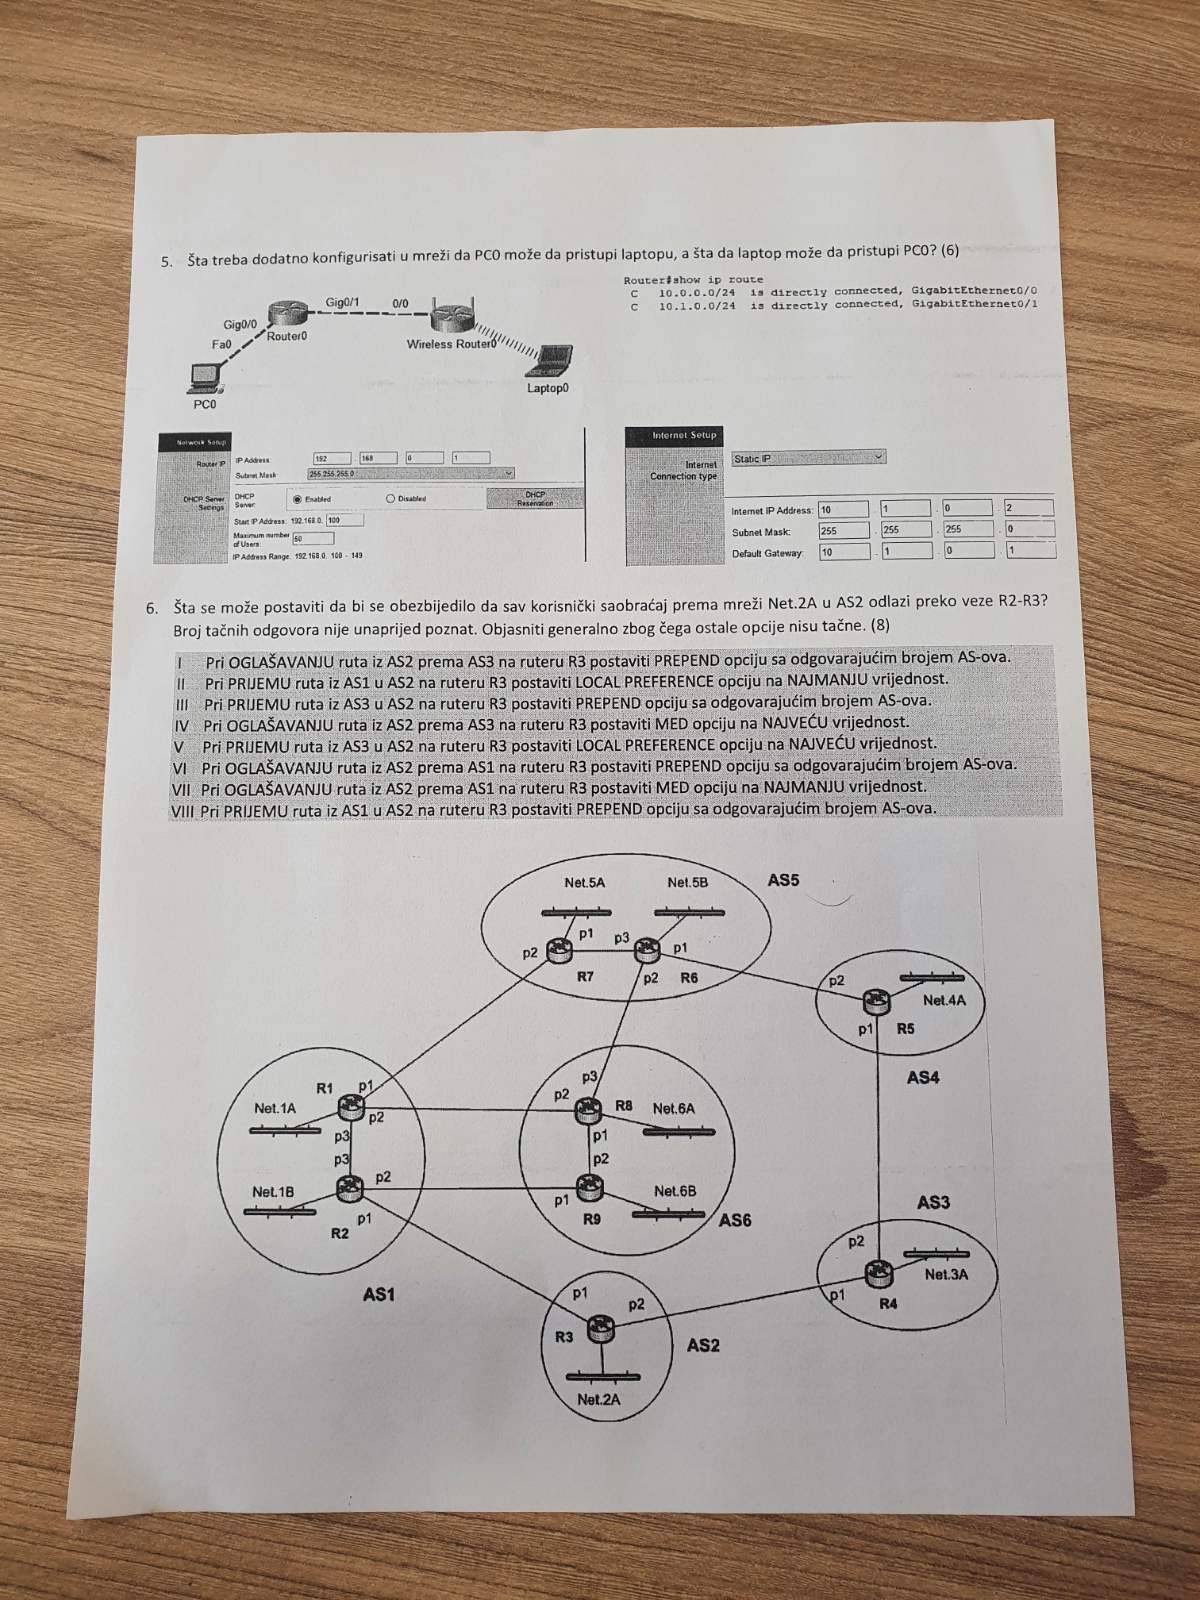 5. Šta treba dodatno konfigurisati u mreži da PC0 može da pristupi laptopu, a šta da laptop može da pristupi PC0? (6)
Router#show ip route
C 10.0.0.0/24 is directly connected, GigabitEthernet0/0
C 10.1.0.0/24 is directly connected, GigabitEthernet0/1
Gig0/1 0/0
Gig0/0
Fa0
Router0
Wireless Router0
PC0
Laptop0
Network Setup
Router IP
IP Address: 192 . 168 . 0 . 1
Subnet Mask: 255.255.255.0
DHCP Server Settings
DHCP Server: Enabled Disabled DHCP Reservation
Start IP Address: 192.168.0. 100
Maximum number of Users: 50
IP Address Range: 192.168.0. 100 - 149
Internet Setup
Internet Connection type
Static IP
Internet IP Address: 10 . 1 . 0 . 2
Subnet Mask: 255 . 255 . 255 . 0
Default Gateway: 10 . 1 . 0 . 1
6. Šta se može postaviti da bi se obezbijedilo da sav korisnički saobraćaj prema mreži Net.2A u AS2 odlazi preko veze R2-R3?
Broj tačnih odgovora nije unaprijed poznat. Objasniti generalno zbog čega ostale opcije nisu tačne. (8)
I Pri OGLAŠAVANJU ruta iz AS2 prema AS3 na ruteru R3 postaviti PREPEND opciju sa odgovarajućim brojem AS-ova.
II Pri PRIJEMU ruta iz AS1 u AS2 na ruteru R3 postaviti LOCAL PREFERENCE opciju na NAJMANJU vrijednost.
III Pri PRIJEMU ruta iz AS3 u AS2 na ruteru R3 postaviti PREPEND opciju sa odgovarajućim brojem AS-ova.
IV Pri OGLAŠAVANJU ruta iz AS2 prema AS3 na ruteru R3 postaviti MED opciju na NAJVEĆU vrijednost.
V Pri PRIJEMU ruta iz AS3 u AS2 na ruteru R3 postaviti LOCAL PREFERENCE opciju na NAJVEĆU vrijednost.
VI Pri OGLAŠAVANJU ruta iz AS2 prema AS1 na ruteru R3 postaviti PREPEND opciju sa odgovarajućim brojem AS-ova.
VII Pri OGLAŠAVANJU ruta iz AS2 prema AS1 na ruteru R3 postaviti MED opciju na NAJMANJU vrijednost.
VIII Pri PRIJEMU ruta iz AS1 u AS2 na ruteru R3 postaviti PREPEND opciju sa odgovarajućim brojem AS-ova.
Net.5A Net.5B AS5
p1 p3 p1
p2
R7 p2 R6
p2
Net.4A
p1 R5
AS4
R1 p1
p3
p2
Net.1A p2
R8 Net.6A
p3 p1
p3 p2
p2
Net.1B Net.6B
p1 p1
R2 R9 AS6
AS3
p2
Net.3A
AS1
p1 p2 p1 R4
R3
AS2
Net.2A